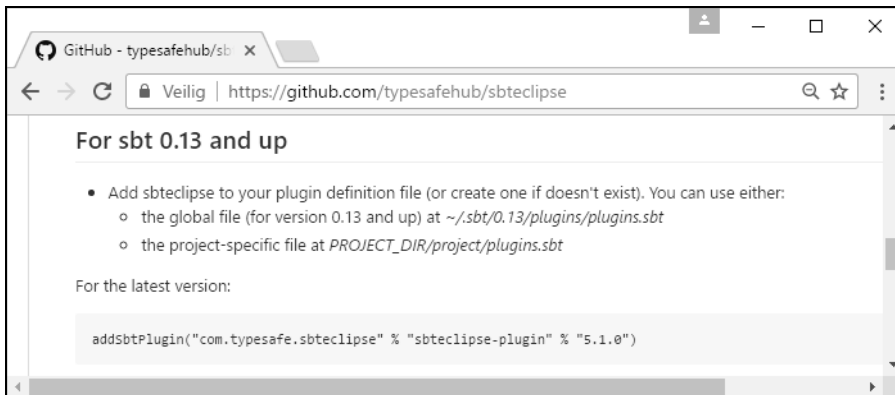 GitHub - typesafehub/sb
Veilig | https://github.com/typesafehub/sbteclipse
For sbt 0.13 and up
• Add sbteclipse to your plugin definition file (or create one if doesn't exist). You can use either:
○ the global file (for version 0.13 and up) at ~/.sbt/0.13/plugins/plugins.sbt
○ the project-specific file at PROJECT_DIR/project/plugins.sbt
For the latest version:
addSbtPlugin("com.typesafe.sbteclipse" % "sbteclipse-plugin" % "5.1.0")